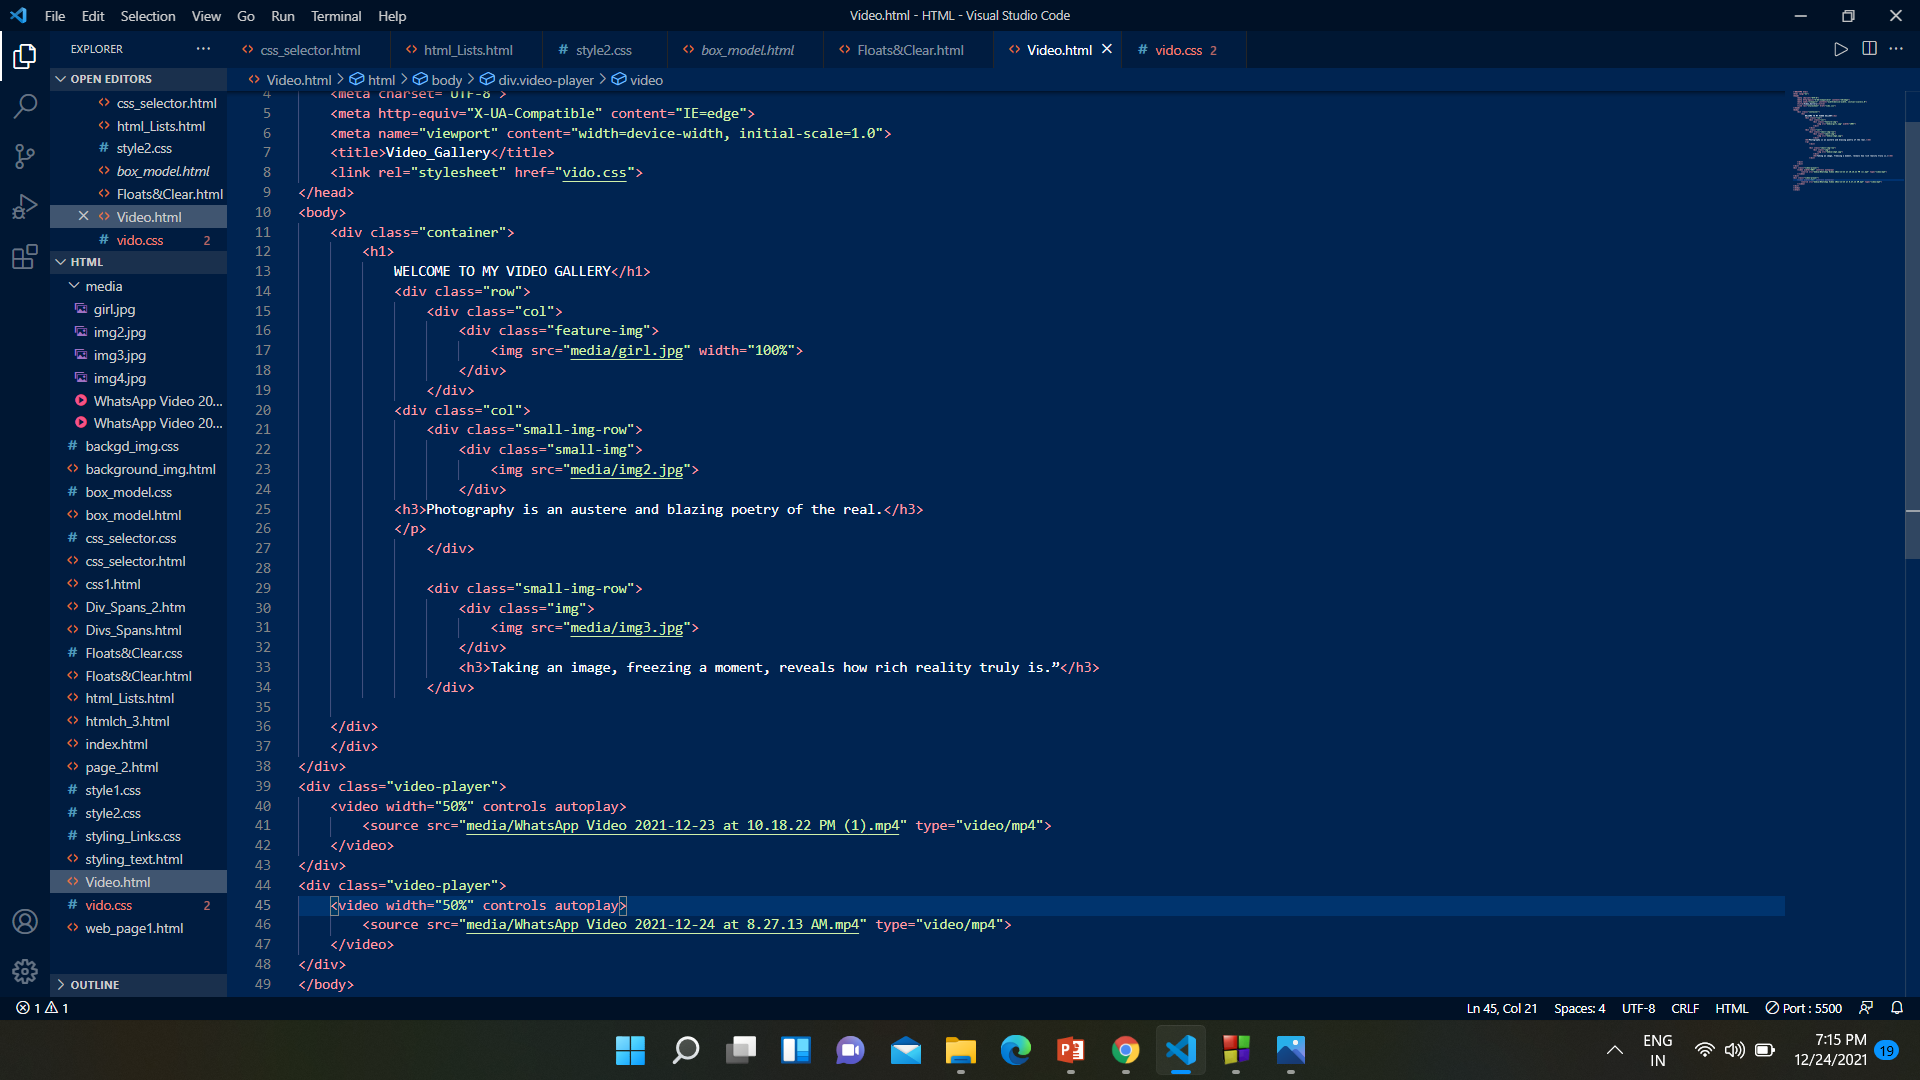 File Edit Selection View Go Run Terminal Help
Video.html - HTML - Visual Studio Code
EXPLORER
OPEN EDITORS
css_selector.html
html_Lists.html
style2.css
box_model.html
Floats&Clear.html
Video.html
vido.css 2
HTML
media
girl.jpg
img2.jpg
img3.jpg
img4.jpg
WhatsApp Video 20...
WhatsApp Video 20...
backgd_img.css
background_img.html
box_model.css
box_model.html
css_selector.css
css_selector.html
css1.html
Div_Spans_2.htm
Divs_Spans.html
Floats&Clear.css
Floats&Clear.html
html_Lists.html
htmlch_3.html
index.html
page_2.html
style1.css
style2.css
styling_Links.css
styling_text.html
Video.html
vido.css 2
web_page1.html
OUTLINE
css_selector.html html_Lists.html style2.css box_model.html Floats&Clear.html Video.html vido.css 2
Video.html > html > body > div.video-player > video
4 <meta charset="UTF-8">
5 <meta http-equiv="X-UA-Compatible" content="IE=edge">
6 <meta name="viewport" content="width=device-width, initial-scale=1.0">
7 <title>Video_Gallery</title>
8 <link rel="stylesheet" href="vido.css">
9 </head>
10 <body>
11 <div class="container">
12 <h1>
13 WELCOME TO MY VIDEO GALLERY</h1>
14 <div class="row">
15 <div class="col">
16 <div class="feature-img">
17 <img src="media/girl.jpg" width="100%">
18 </div>
19 </div>
20 <div class="col">
21 <div class="small-img-row">
22 <div class="small-img">
23 <img src="media/img2.jpg">
24 </div>
25 <h3>Photography is an austere and blazing poetry of the real.</h3>
26 </p>
27 </div>
28
29 <div class="small-img-row">
30 <div class="img">
31 <img src="media/img3.jpg">
32 </div>
33 <h3>Taking an image, freezing a moment, reveals how rich reality truly is.”</h3>
34 </div>
35
36 </div>
37 </div>
38 </div>
39 <div class="video-player">
40 <video width="50%" controls autoplay>
41 <source src="media/WhatsApp Video 2021-12-23 at 10.18.22 PM (1).mp4" type="video/mp4">
42 </video>
43 </div>
44 <div class="video-player">
45 <video width="50%" controls autoplay>
46 <source src="media/WhatsApp Video 2021-12-24 at 8.27.13 AM.mp4" type="video/mp4">
47 </video>
48 </div>
49 </body>
1 1
Ln 45, Col 21 Spaces: 4 UTF-8 CRLF HTML Port : 5500
ENG
IN
7:15 PM
12/24/2021
19